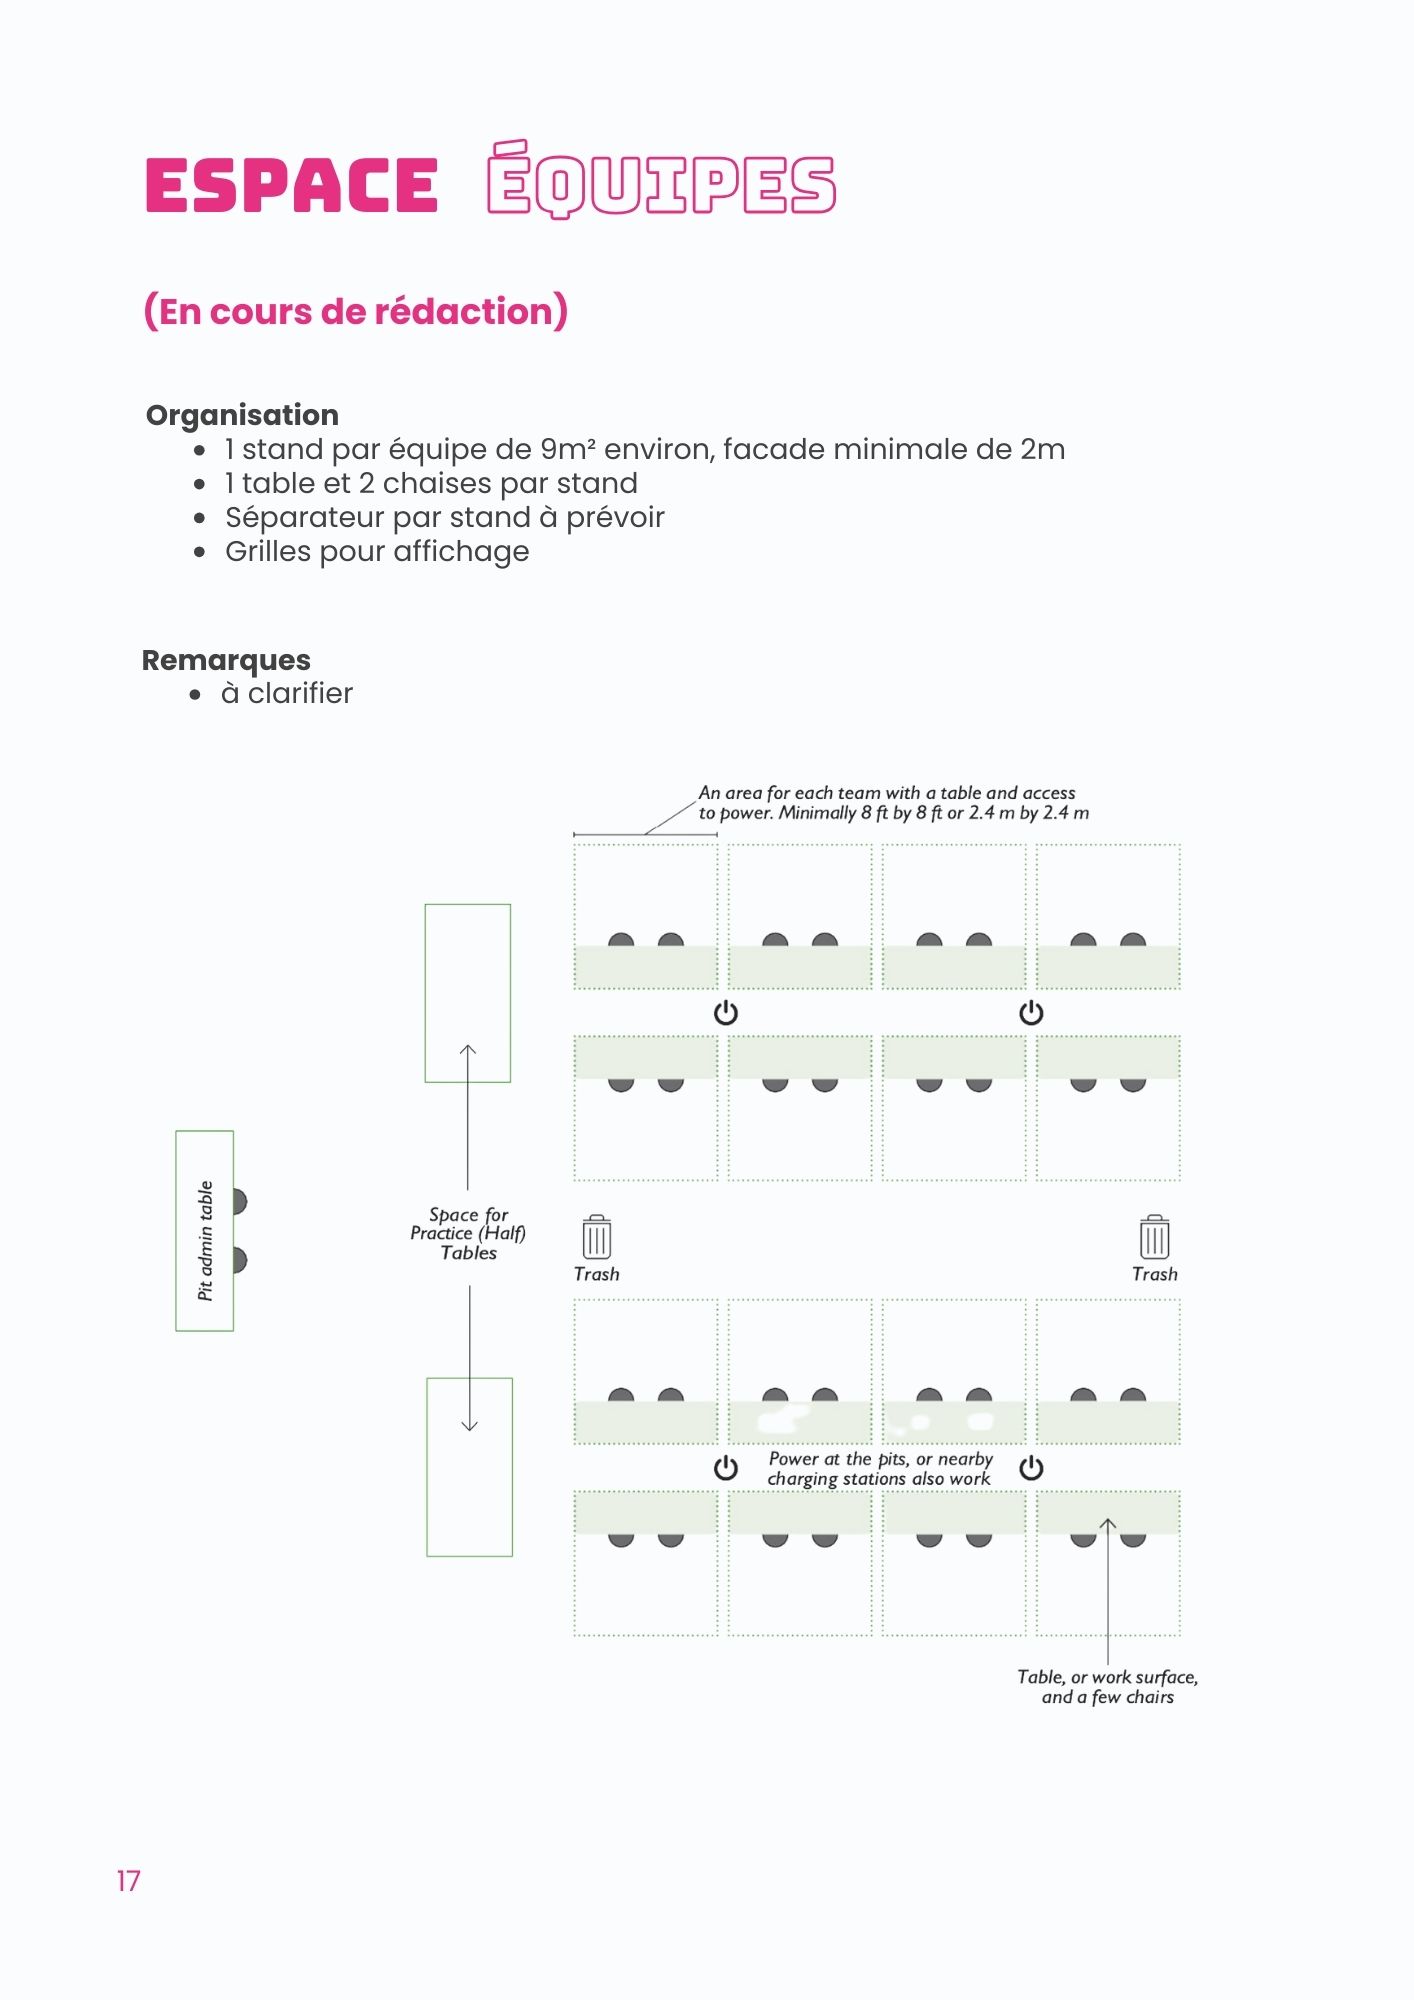 ESPACE ÉQUIPES
(En cours de rédaction)
Organisation
• 1 stand par équipe de 9m² environ, facade minimale de 2m
• 1 table et 2 chaises par stand
• Séparateur par stand à prévoir
• Grilles pour affichage
Remarques
• à clarifier
An area for each team with a table and access
to power. Minimally 8 ft by 8 ft or 2.4 m by 2.4 m
Pit admin table
Space for
Practice (Half)
Tables
Trash
Trash
Power at the pits, or nearby
charging stations also work
Table, or work surface,
and a few chairs
17